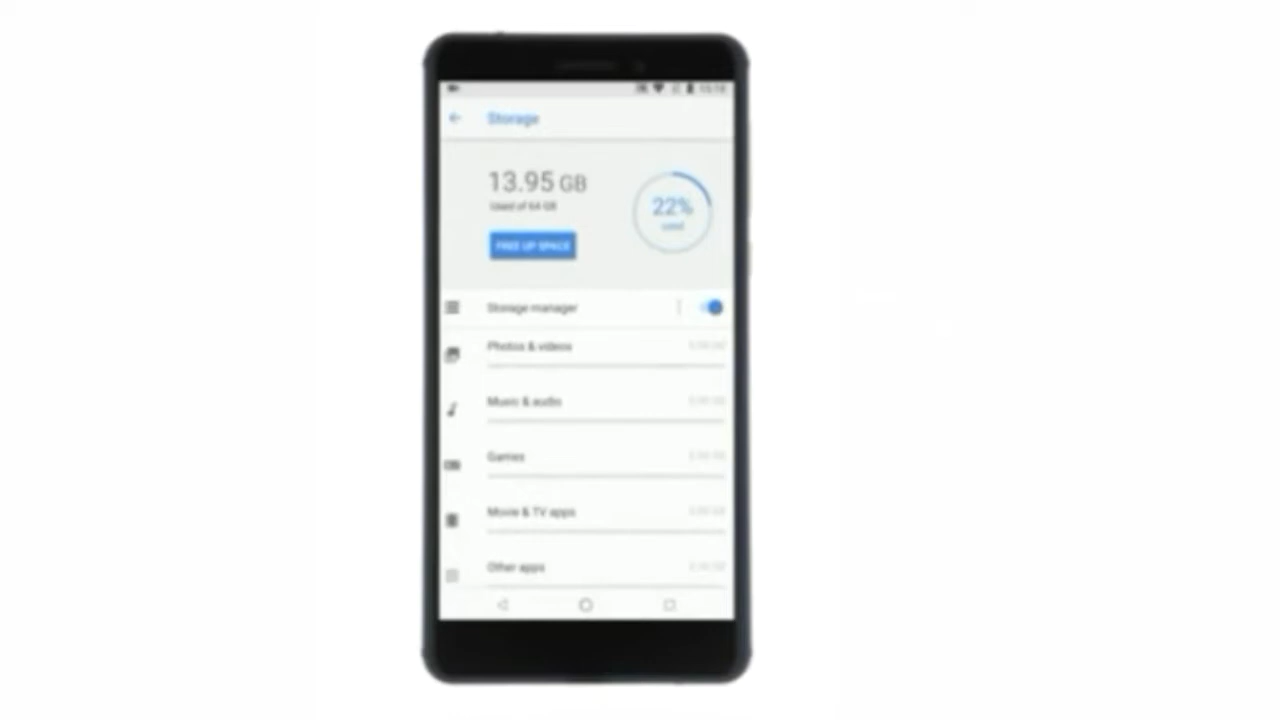 Storage
13.95 GB
Used of 64 GB
22%
used
FREE UP SPACE
Storage manager
Photos & videos
Music & audio
Games
Movie & TV apps
Other apps